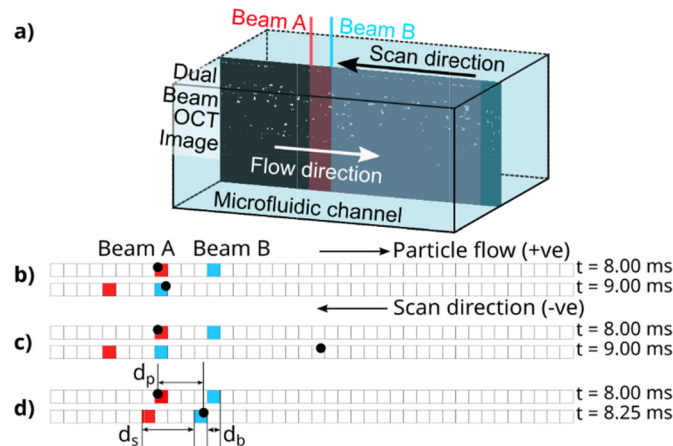 a)
Beam A
Beam B
Scan direction
Dual
Beam
OCT
Image
Flow direction
Microfluidic channel
Beam A Beam B Particle flow (+ve)
b)
t = 8.00 ms
t = 9.00 ms
Scan direction (-ve)
c)
t = 8.00 ms
t = 9.00 ms
dp
d)
t = 8.00 ms
t = 8.25 ms
ds
db